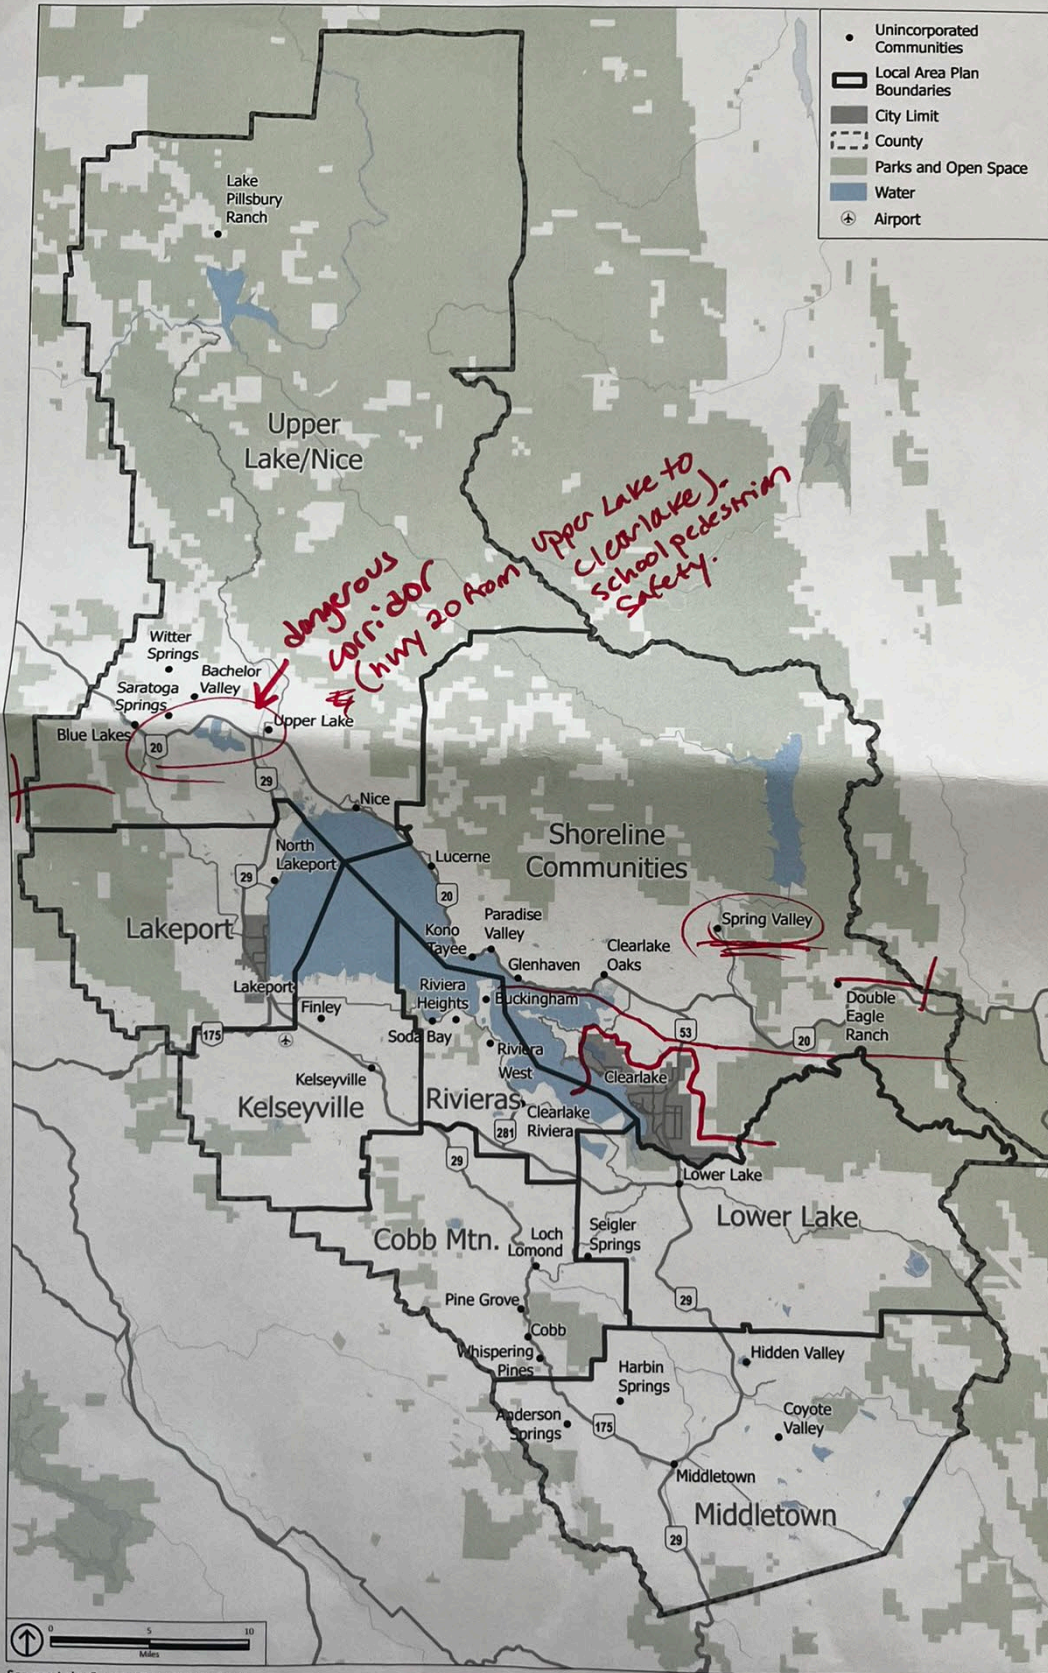 Unincorporated
Communities
Local Area Plan
Boundaries
City Limit
County
Parks and Open Space
Water
Airport
Lake
Pillsbury
Ranch
Upper
Lake/Nice
dangerous
corridor
(hwy 20 from
Upper Lake to
Clearlake).
School pedestrian
Safety.
Witter
Springs
Bachelor
Valley
Saratoga
Springs
Upper Lake
Blue Lakes
20
29
Nice
North
Lakeport
Lucerne
29
20
Shoreline
Communities
Lakeport
Kono
Tayee
Paradise
Valley
Spring Valley
Clearlake
Oaks
Glenhaven
Lakeport
Riviera
Heights
Buckingham
Double
Eagle
Ranch
Finley
175
Soda Bay
53
20
Riviera
West
Kelseyville
Clearlake
Kelseyville
Rivieras
Clearlake
Riviera
281
29
Lower Lake
Lower Lake
Seigler
Springs
Cobb Mtn.
Loch
Lomond
Pine Grove
29
Cobb
Whispering
Pines
Hidden Valley
Harbin
Springs
Anderson
Springs
175
Coyote
Valley
Middletown
Middletown
29
0 5 10
Miles